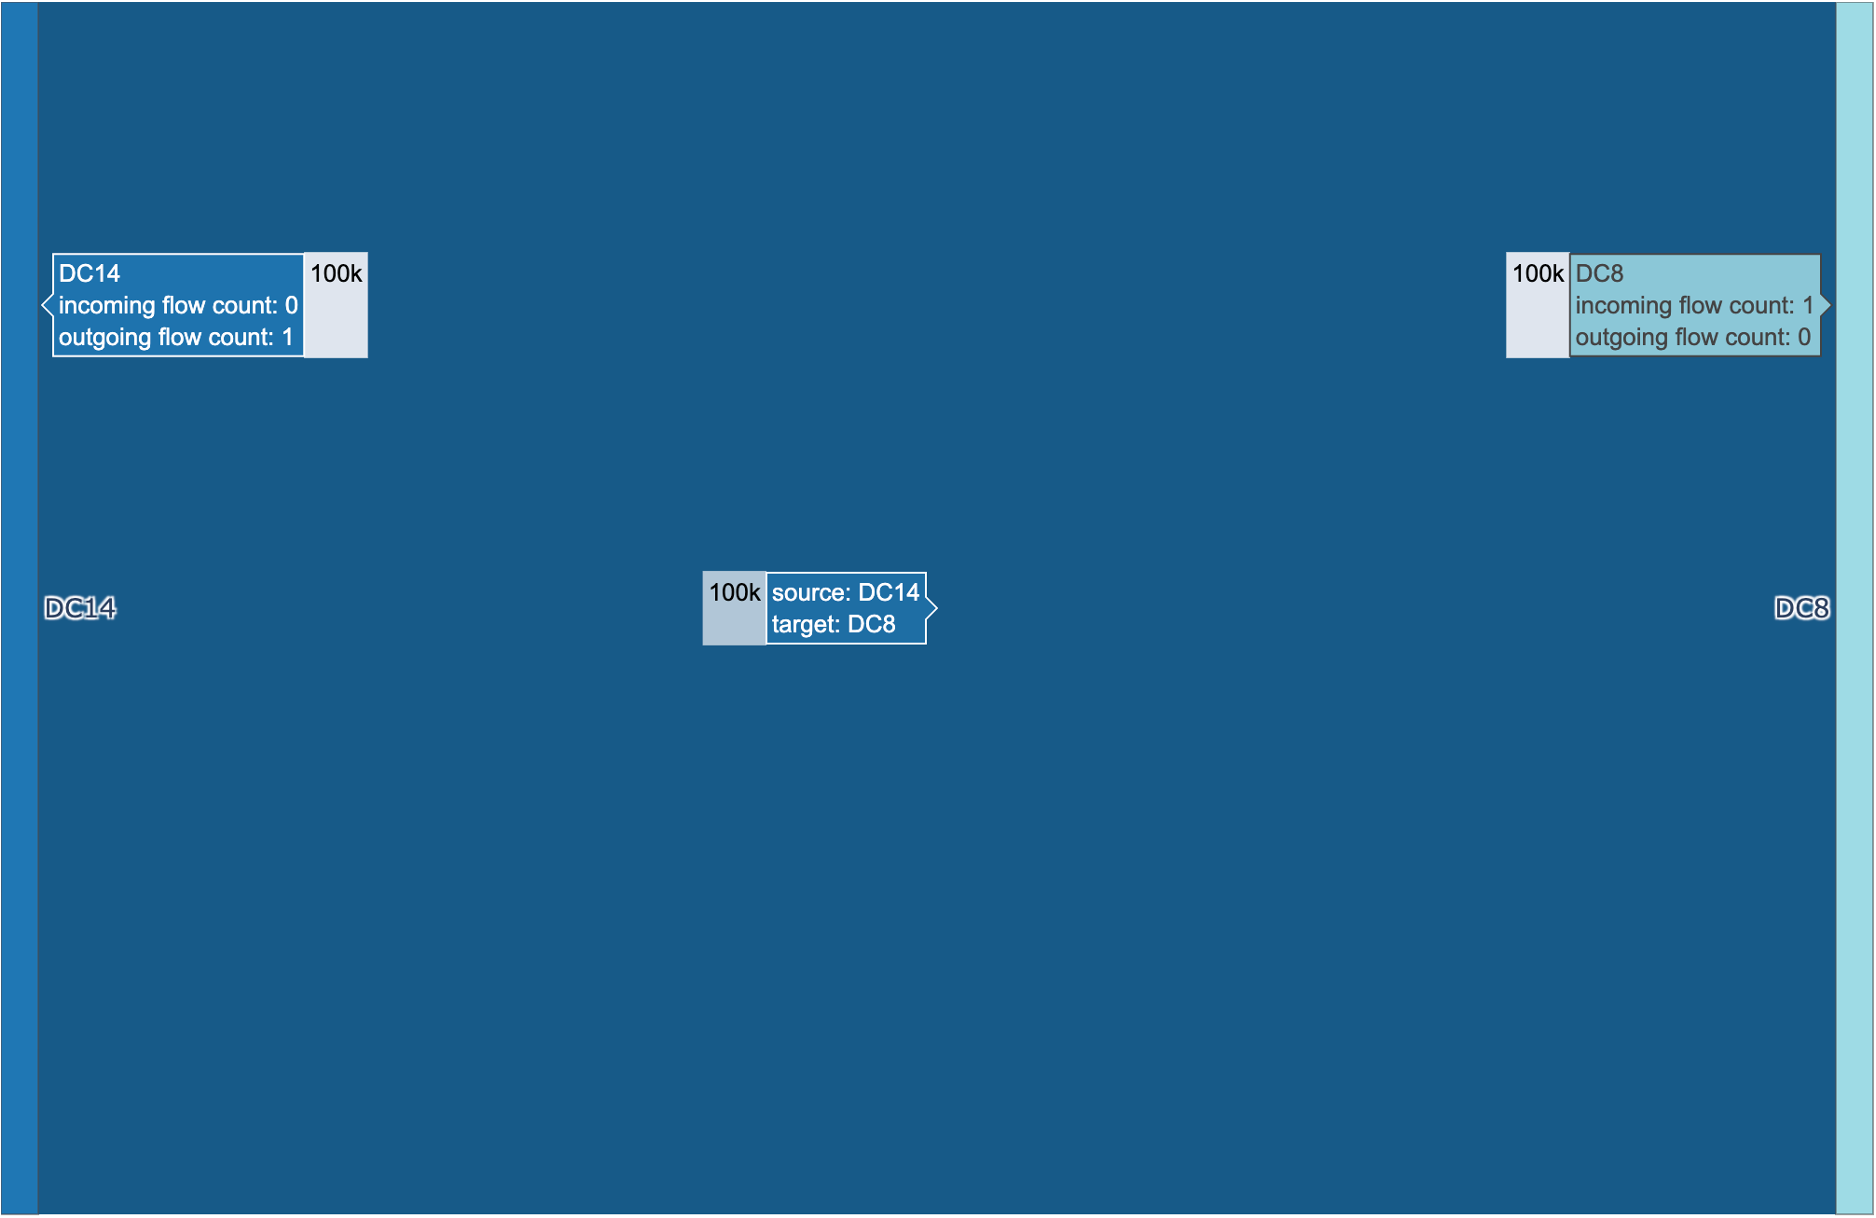 DC14
incoming flow count: 0
outgoing flow count: 1
100k
100k
DC8
incoming flow count: 1
outgoing flow count: 0
100k
source: DC14
target: DC8
DC14
DC8